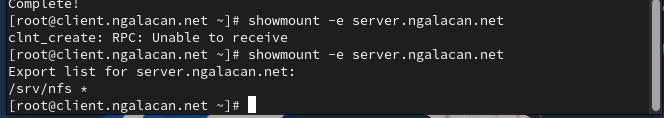 Complete!
[root@client.ngalacan.net ~]# showmount -e server.ngalacan.net
clnt_create: RPC: Unable to receive
[root@client.ngalacan.net ~]# showmount -e server.ngalacan.net
Export list for server.ngalacan.net:
/srv/nfs *
[root@client.ngalacan.net ~]#